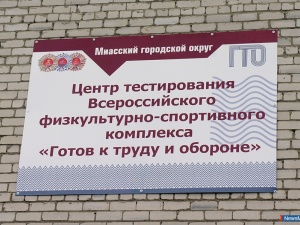 Миасский городской округ
ГТО
Центр тестирования
Всероссийского
физкультурно-спортивного
комплекса
«Готов к труду и обороне»